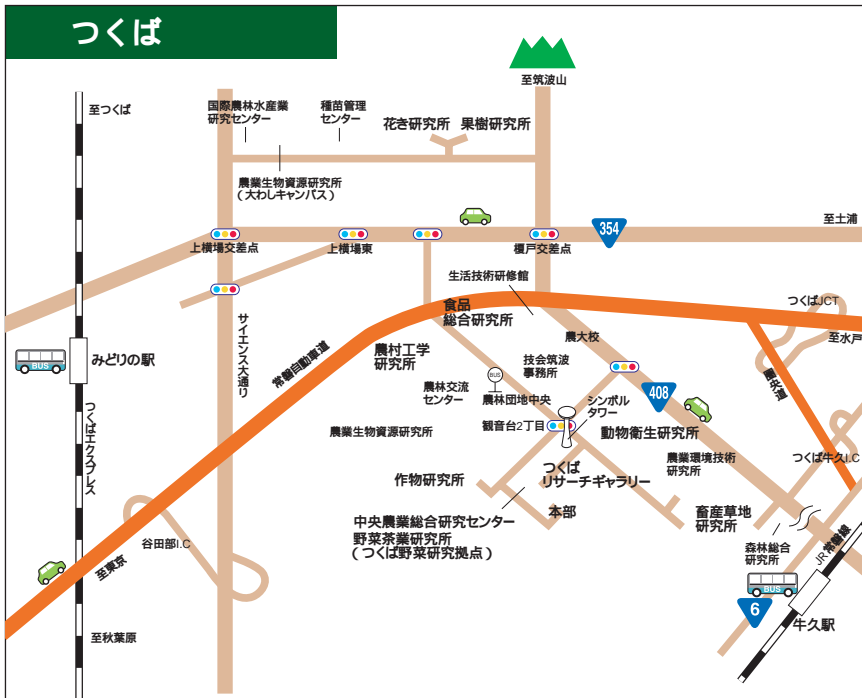 つくば
至筑波山
至つくば
国際農林水産業
研究センター
種苗管理
センター
花き研究所
果樹研究所
農業生物資源研究所
(大わしキャンパス)
354
至土浦
上横場交差点
上横場東
榎戸交差点
生活技術研修館
食品
総合研究所
つくばJCT
至水戸
サイエンス大通り
常磐自動車道
農村工学
研究所
農大校
技会筑波
事務所
圏央道
BUS
みどりの駅
BUS
農林交流
センター
農林団地中央
シンボル
タワー
408
つくばエクスプレス
農業生物資源研究所
観音台2丁目
動物衛生研究所
農業環境技術
研究所
つくば牛久I.C
作物研究所
つくば
リサーチギャラリー
本部
中央農業総合研究センター
野菜茶業研究所
(つくば野菜研究拠点)
畜産草地
研究所
谷田部I.C
森林総合
研究所
JR常磐線
至東京
BUS
6
牛久駅
至秋葉原